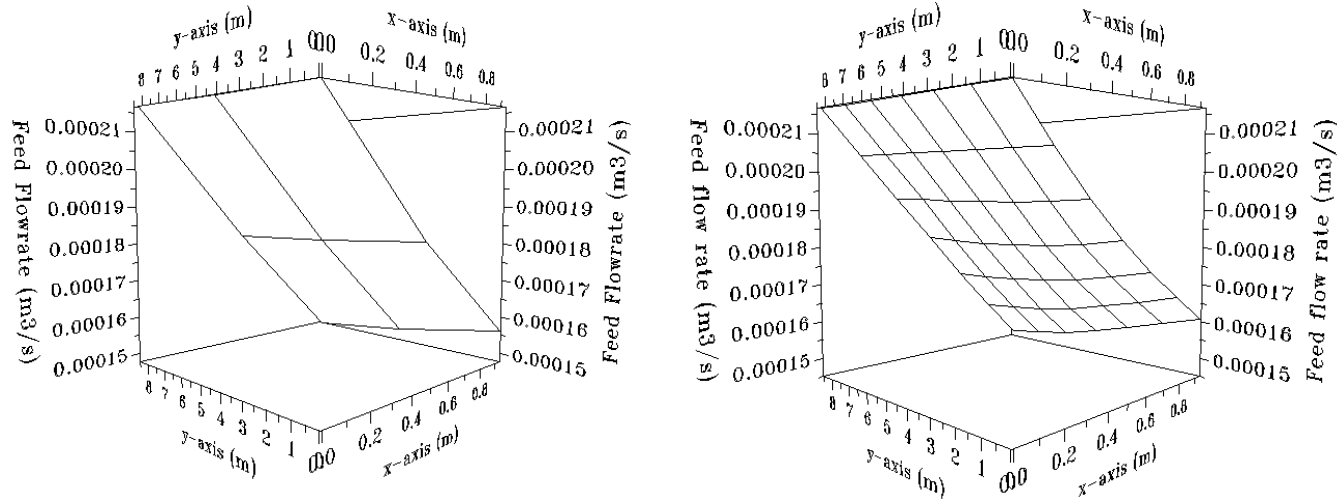 y-axis (m)
x-axis (m)
8 7 6 5 4 3 2 1 0
0.0 0.2 0.4 0.6 0.8
Feed Flowrate (m3/s)
0.00021
0.00020
0.00019
0.00018
0.00017
0.00016
0.00015
0.00021
0.00020
0.00019
0.00018
0.00017
0.00016
0.00015
Feed Flowrate (m3/s)
8 7 6 5 4 3 2 1 0
0.0 0.2 0.4 0.6 0.8
y-axis (m)
x-axis (m)
y-axis (m)
x-axis (m)
8 7 6 5 4 3 2 1 0
0.0 0.2 0.4 0.6 0.8
Feed flow rate (m3/s)
0.00021
0.00020
0.00019
0.00018
0.00017
0.00016
0.00015
0.00021
0.00020
0.00019
0.00018
0.00017
0.00016
0.00015
Feed flow rate (m3/s)
8 7 6 5 4 3 2 1 0
0.0 0.2 0.4 0.6 0.8
y-axis (m)
x-axis (m)